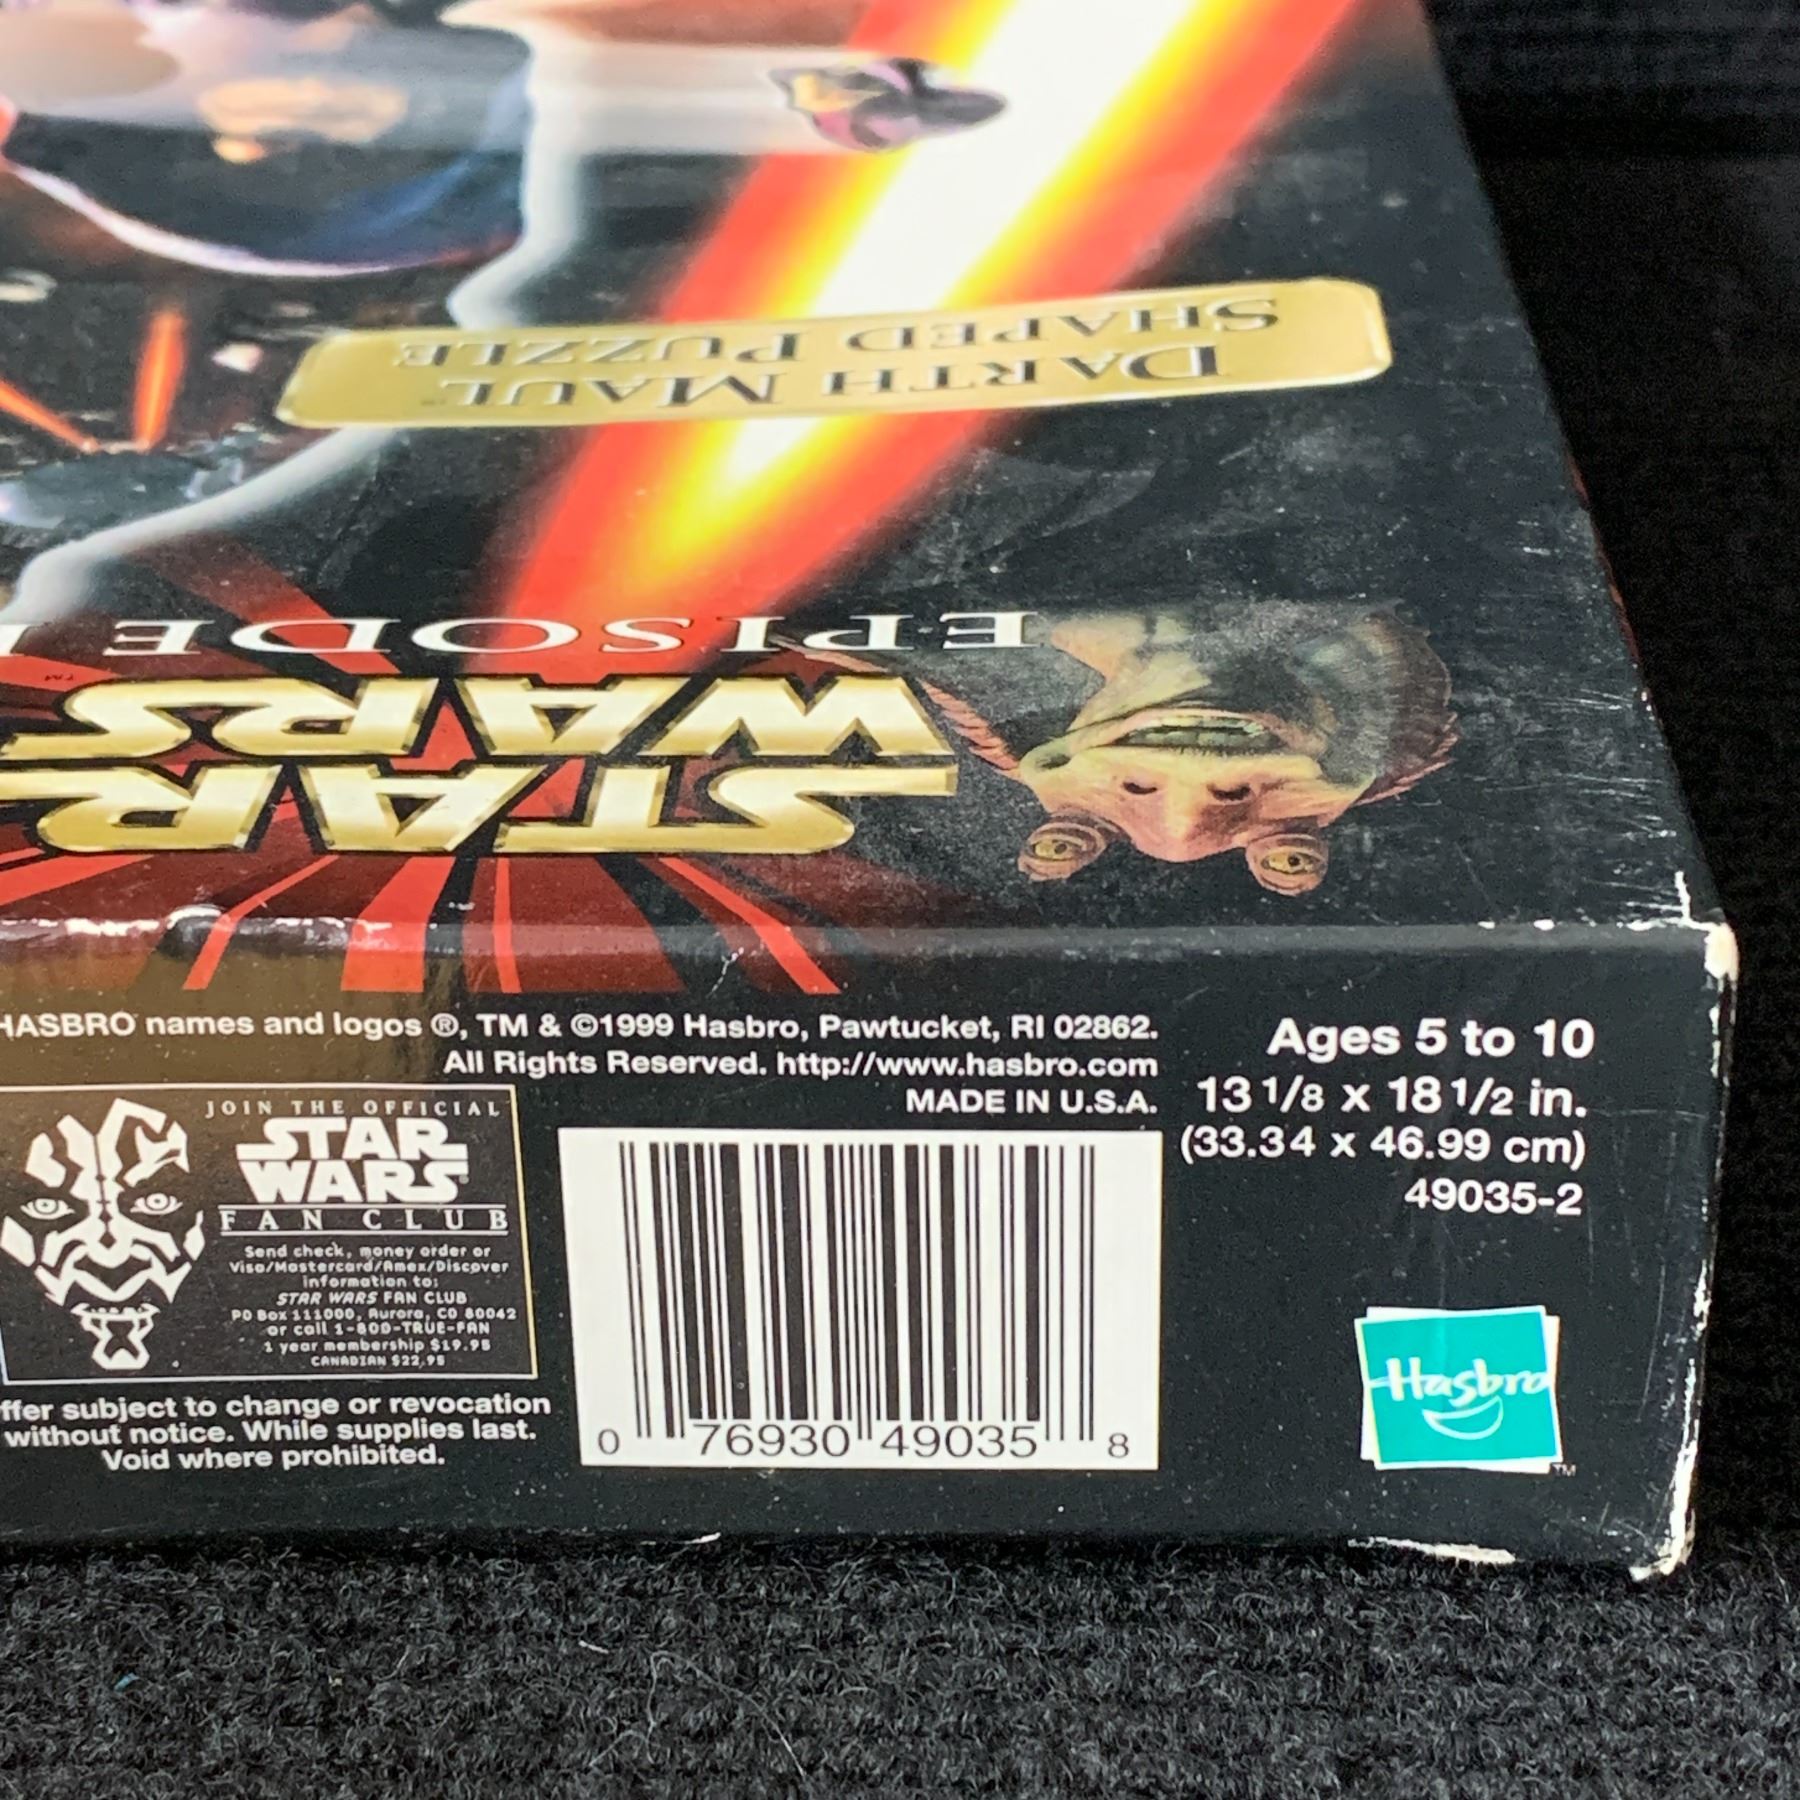 DARTH MAUL™
SHAPED PUZZLE
EPISODE I
STAR
WARS™
HASBRO names and logos ®, TM & ©1999 Hasbro, Pawtucket, RI 02862.
All Rights Reserved. http://www.hasbro.com
MADE IN U.S.A.
Ages 5 to 10
13 1/8 x 18 1/2 in.
(33.34 x 46.99 cm)
49035-2
JOIN THE OFFICIAL
STAR
WARS
FAN CLUB
Send check, money order or
Visa/Mastercard/Amex/Discover
information to:
STAR WARS FAN CLUB
PO Box 111000, Aurora, CO 80042
or call 1-800-TRUE-FAN
1 year membership $19.95
CANADIAN $22.95
ffer subject to change or revocation
without notice. While supplies last.
Void where prohibited.
0 76930 49035 8
Hasbro
TM